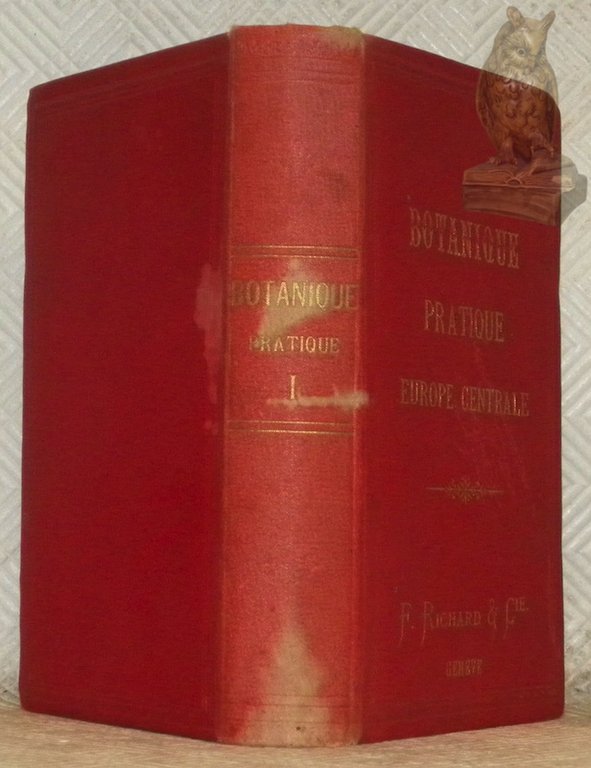 BOTANIQUE
PRATIQUE
I
BOTANIQUE
PRATIQUE
EUROPE CENTRALE
F. RICHARD & CIE.
GENÈVE